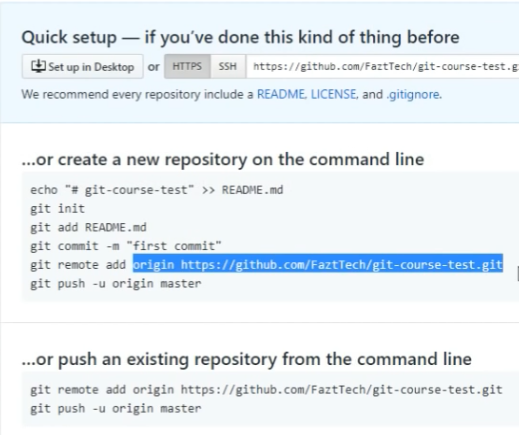 Quick setup — if you've done this kind of thing before
Set up in Desktop or HTTPS SSH https://github.com/FaztTech/git-course-test.g
We recommend every repository include a README, LICENSE, and .gitignore.
...or create a new repository on the command line
echo "# git-course-test" >> README.md
git init
git add README.md
git commit -m "first commit"
git remote add origin https://github.com/FaztTech/git-course-test.git
git push -u origin master
...or push an existing repository from the command line
git remote add origin https://github.com/FaztTech/git-course-test.git
git push -u origin master